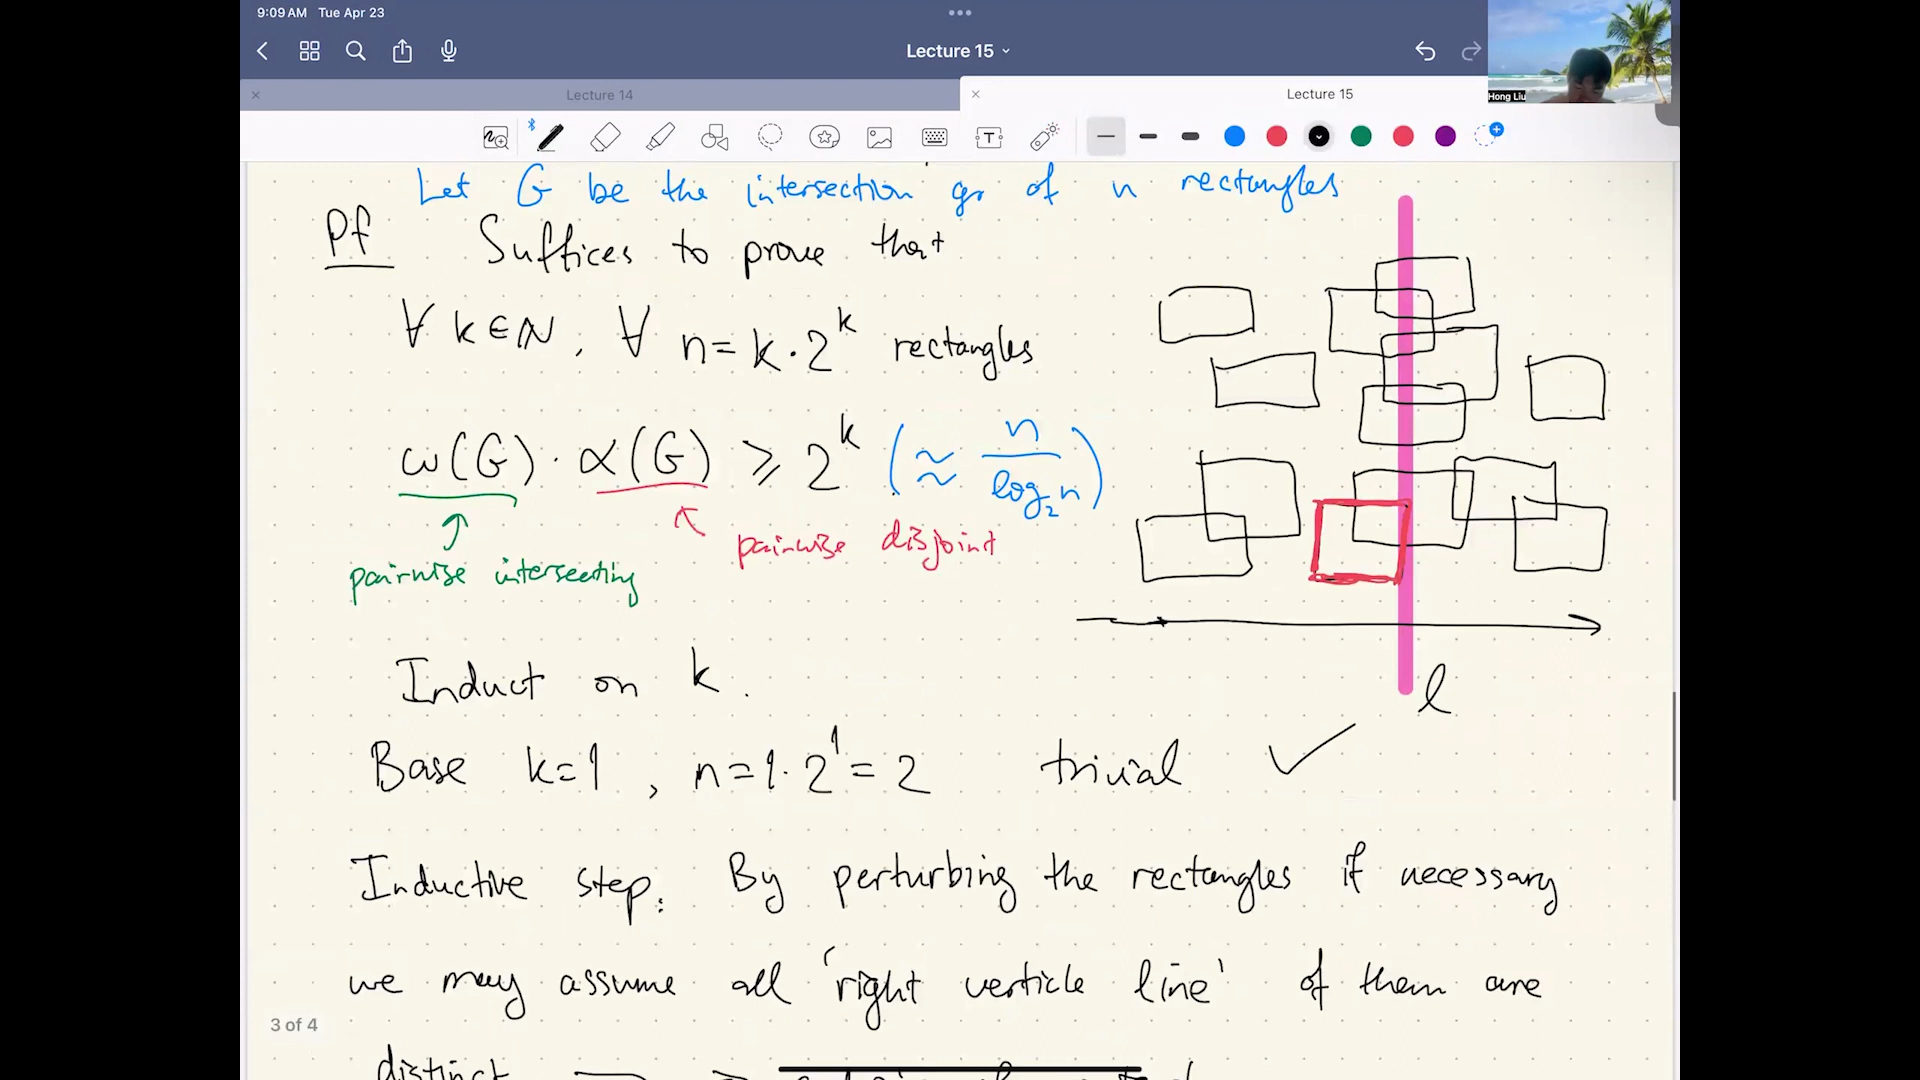 9:09 AM Tue Apr 23
Lecture 15
Hong Liu
Lecture 14
Lecture 15
Let G be the intersection gr of n rectangles
Pf Suffices to prove that
∀ k ∈ N, ∀ n = k · 2^k rectangles
ω(G) · α(G) ⩾ 2^k (≈ n / log₂ n)
pairwise disjoint
pairwise intersecting
l
Induct on k.
Base k=1, n=1·2^1=2 trivial ✓
Inductive step: By perturbing the rectangles if necessary
we may assume all 'right verticle line' of them are
3 of 4
distinct